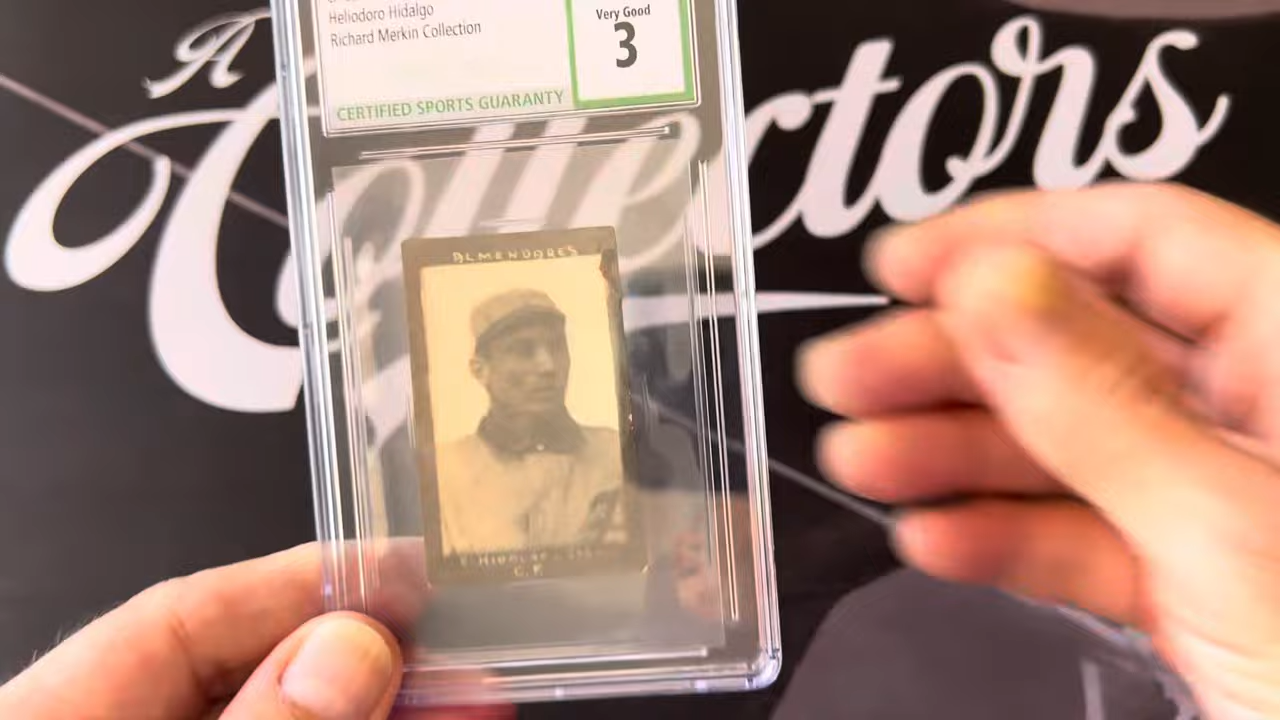 Heliodoro Hidalgo
Richard Merkin Collection
Very Good
3
CERTIFIED SPORTS GUARANTY
A
Collectors
ALMENDARES
C.F.